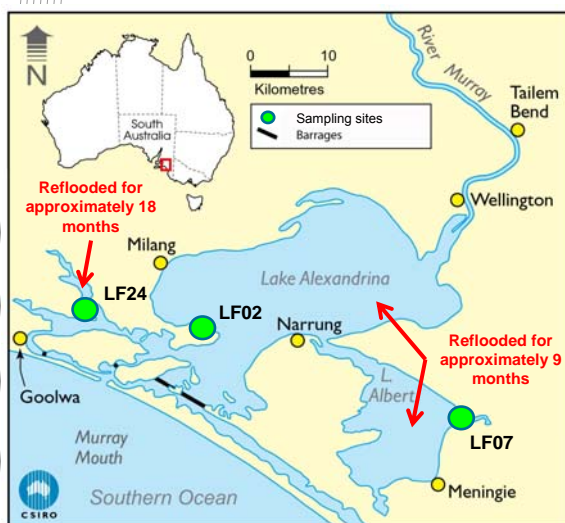 N
0 10
Kilometres
Sampling sites
Barrages
South
Australia
River Murray
Tailem
Bend
Wellington
Reflooded for
approximately 18
months
Milang
Lake Alexandrina
LF24
LF02
Narrung
Reflooded for
approximately 9
months
L.
Albert
Goolwa
LF07
Murray
Mouth
Meningie
Southern Ocean
CSIRO